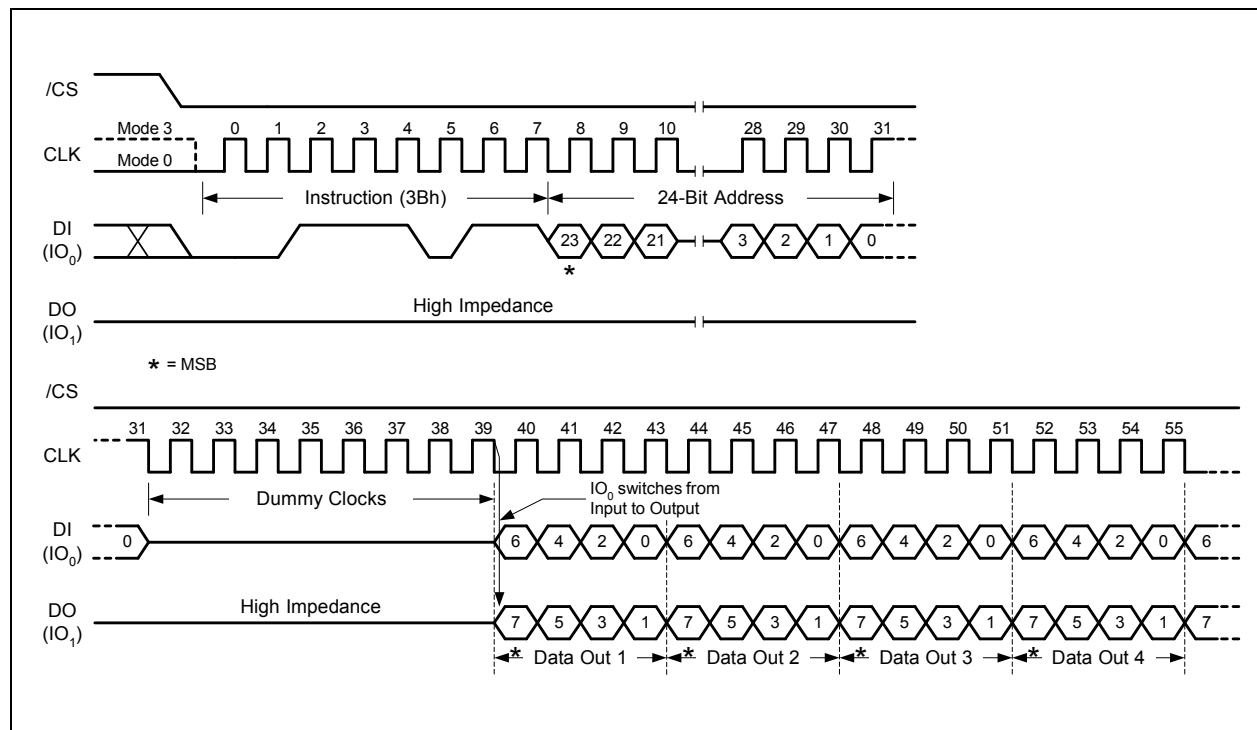 /CS
Mode 3 0 1 2 3 4 5 6 7 8 9 10 28 29 30 31
CLK
Mode 0
Instruction (3Bh) 24-Bit Address
DI
(IO0) 23 22 21 3 2 1 0
*
High Impedance
DO
(IO1)
* = MSB
/CS
31 32 33 34 35 36 37 38 39 40 41 42 43 44 45 46 47 48 49 50 51 52 53 54 55
CLK
Dummy Clocks
IO0 switches from
Input to Output
DI
(IO0) 0 6 4 2 0 6 4 2 0 6 4 2 0 6 4 2 0 6
High Impedance
DO
(IO1) 7 5 3 1 7 5 3 1 7 5 3 1 7 5 3 1 7
* Data Out 1 * Data Out 2 * Data Out 3 * Data Out 4